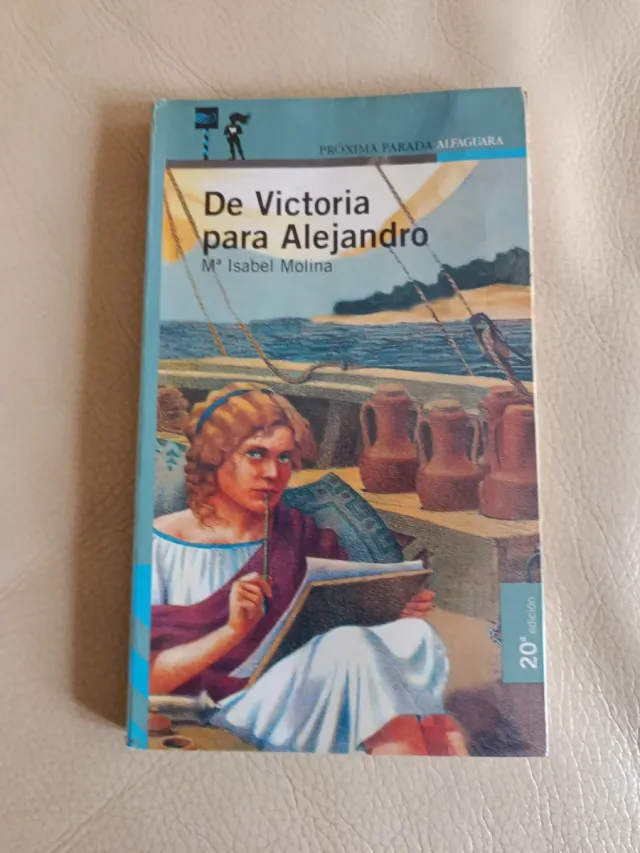 PRÓXIMA PARADA ALFAGUARA
De Victoria
para Alejandro
Mª Isabel Molina
20ª edición